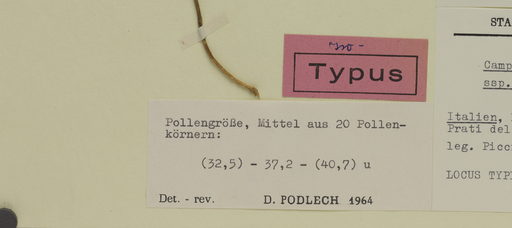 iso-
Typus
Pollengröße, Mittel aus 20 Pollen-
körnern:
(32,5) - 37,2 - (40,7) u
Det. - rev. D. PODLECH 1964
STA
Camp
ssp.
Italien,
Prati del
leg. Picc
LOCUS TYP